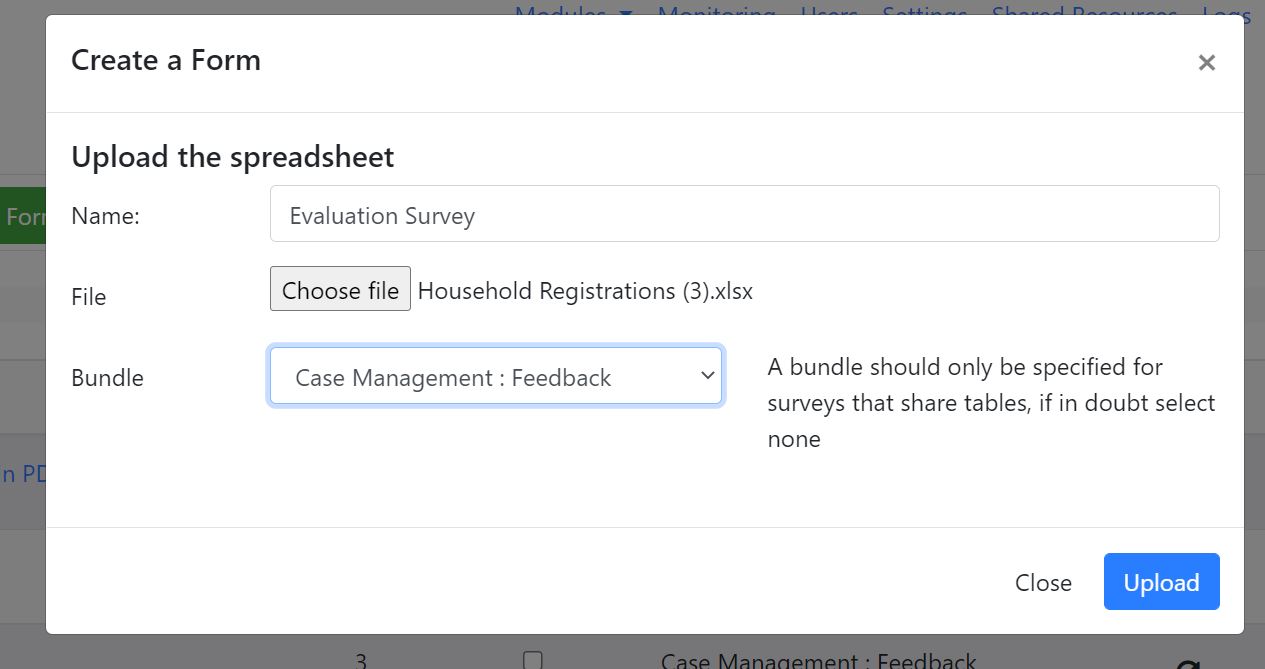 Modules Monitoring Users Settings Shared Resources Logs
Create a Form
×
Upload the spreadsheet
Name: Evaluation Survey
File Choose file Household Registrations (3).xlsx
Bundle Case Management : Feedback
A bundle should only be specified for
surveys that share tables, if in doubt select
none
Close Upload
3 Case Management : Feedback